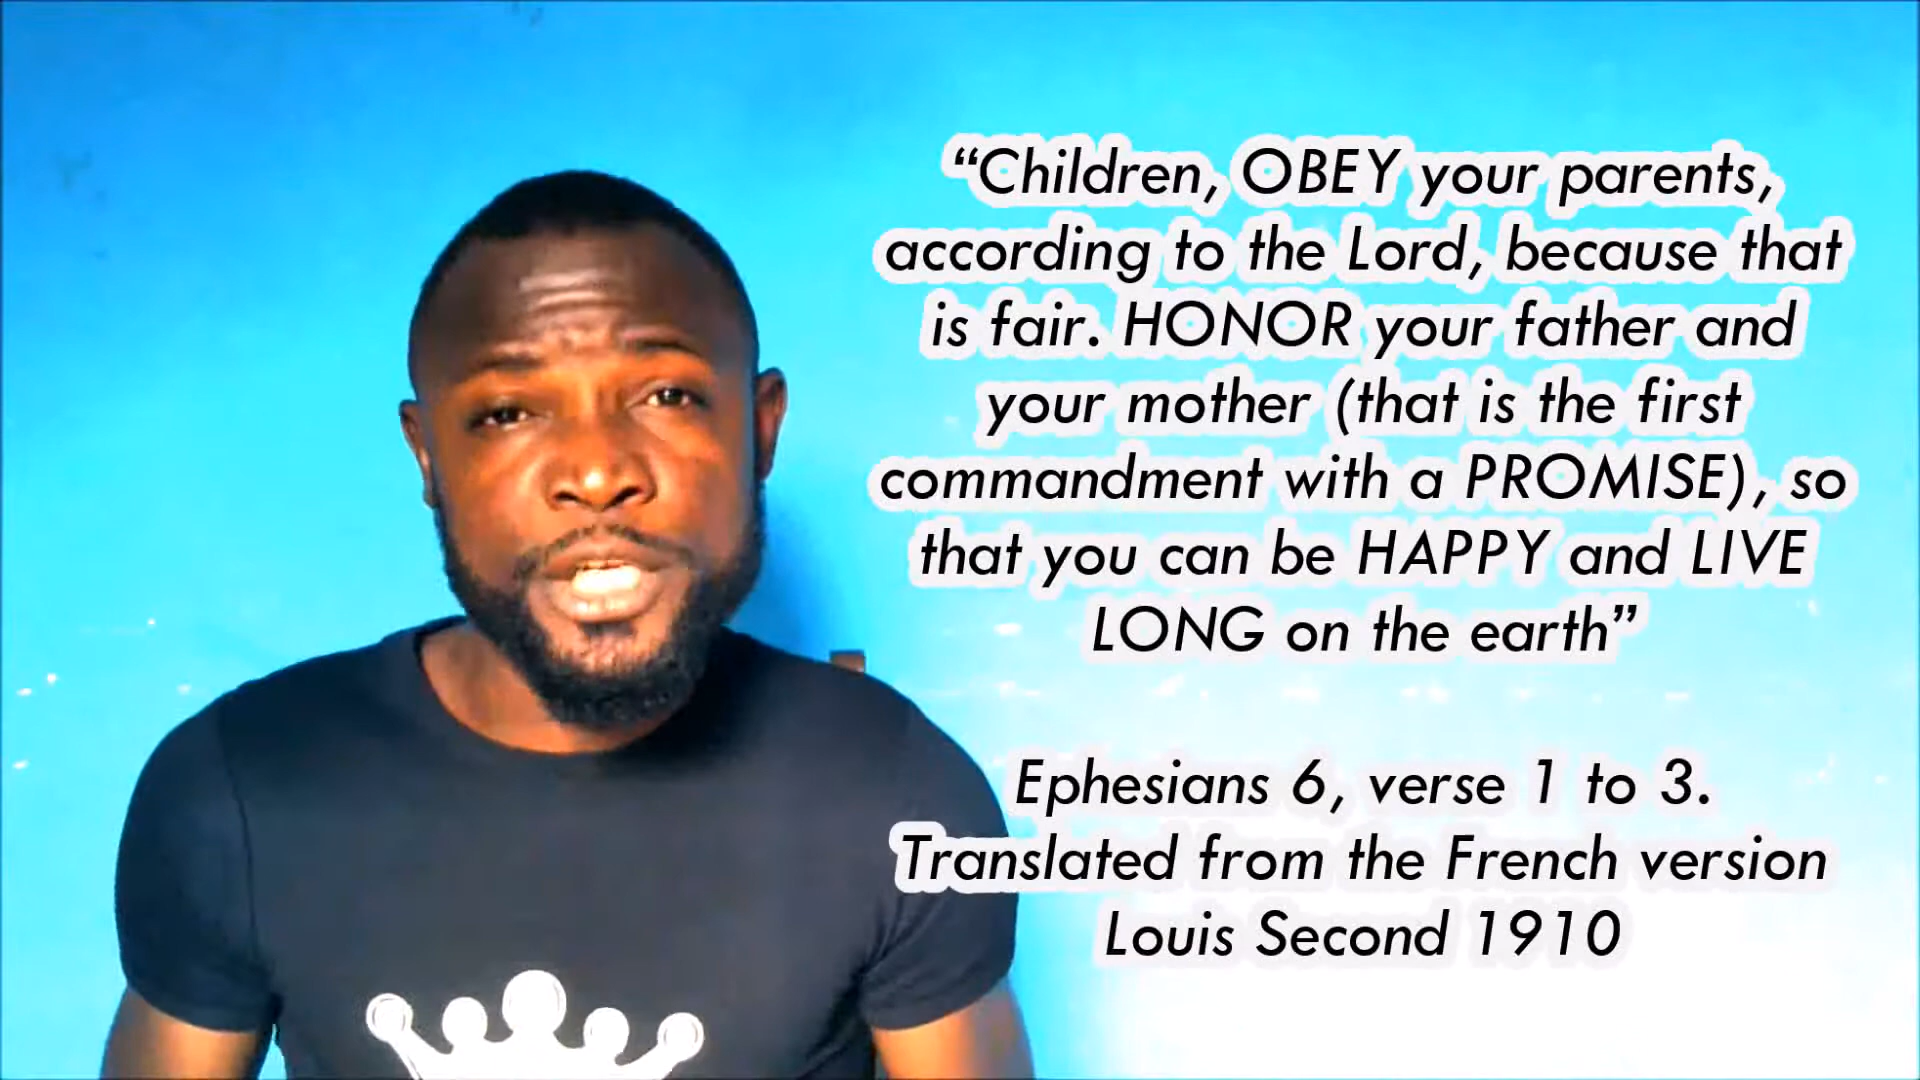 “Children, OBEY your parents,
according to the Lord, because that
is fair. HONOR your father and
your mother (that is the first
commandment with a PROMISE), so
that you can be HAPPY and LIVE
LONG on the earth”
Ephesians 6, verse 1 to 3.
Translated from the French version
Louis Second 1910